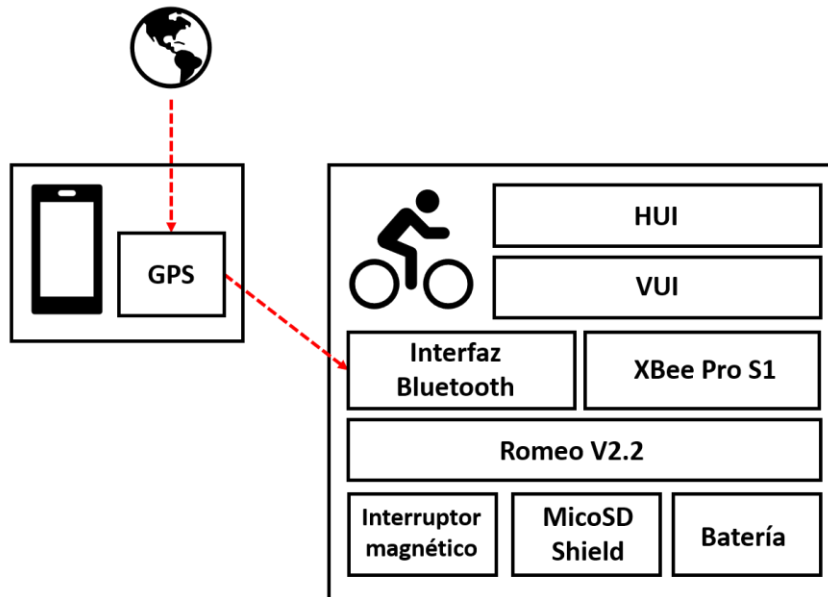 GPS
HUI
VUI
Interfaz
Bluetooth
XBee Pro S1
Romeo V2.2
Interruptor
magnético
MicoSD
Shield
Batería